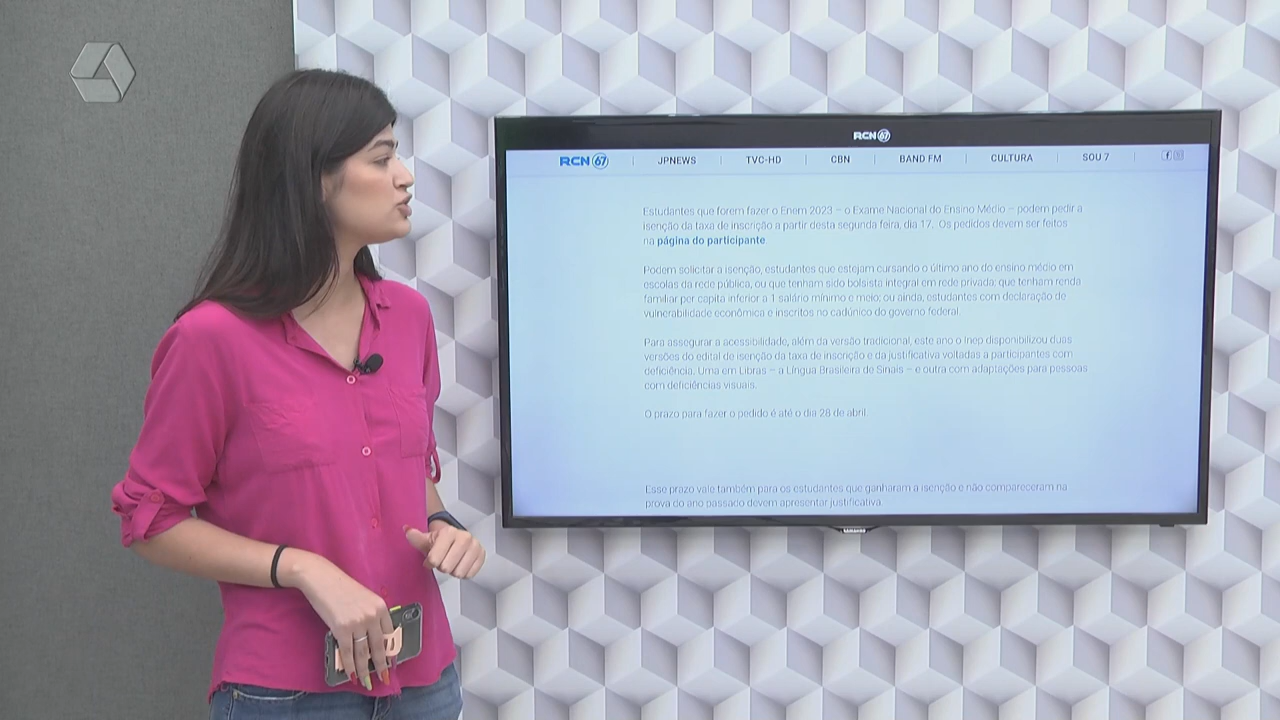 RCN 67
RCN 67 JPNEWS TVC-HD CBN BAND FM CULTURA SOU 7
Estudantes que forem fazer o Enem 2023 – o Exame Nacional do Ensino Médio – podem pedir a
isenção da taxa de inscrição a partir desta segunda feira, dia 17. Os pedidos devem ser feitos
na página do participante.
Podem solicitar a isenção, estudantes que estejam cursando o último ano do ensino médio em
escolas da rede pública, ou que tenham sido bolsista integral em rede privada; que tenham renda
familiar per capita inferior a 1 salário mínimo e meio; ou ainda, estudantes com declaração de
vulnerabilidade econômica e inscritos no cadúnico do governo federal.
Para assegurar a acessibilidade, além da versão tradicional, este ano o Inep disponibilizou duas
versões do edital de isenção da taxa de inscrição e da justificativa voltadas a participantes com
deficiência. Uma em Libras – a Língua Brasileira de Sinais – e outra com adaptações para pessoas
com deficiências visuais.
O prazo para fazer o pedido é até o dia 28 de abril.
Esse prazo vale também para os estudantes que ganharam a isenção e não compareceram na
prova do ano passado devem apresentar justificativa.
SAMSUNG